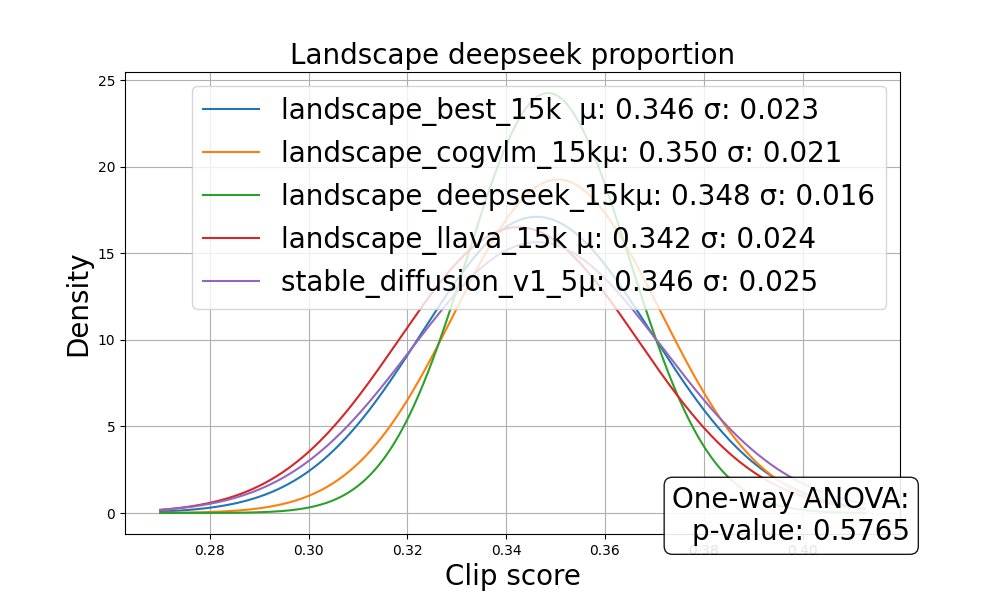 Landscape deepseek proportion
25
20
15
10
5
0
Density
landscape_best_15k  μ: 0.346 σ: 0.023
landscape_cogvlm_15kμ: 0.350 σ: 0.021
landscape_deepseek_15kμ: 0.348 σ: 0.016
landscape_llava_15k μ: 0.342 σ: 0.024
stable_diffusion_v1_5μ: 0.346 σ: 0.025
One-way ANOVA:
p-value: 0.5765
0.28 0.30 0.32 0.34 0.36 0.38 0.40
Clip score